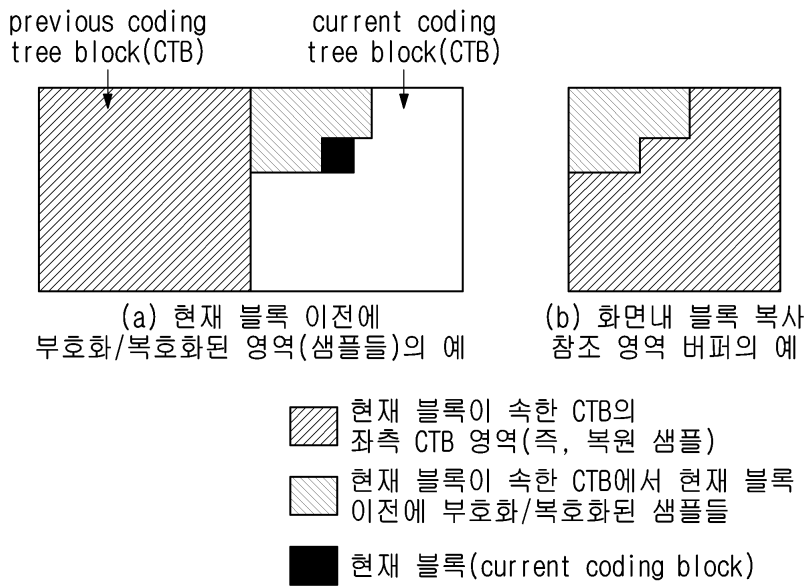 previous coding
tree block(CTB)
current coding
tree block(CTB)
(a) 현재 블록 이전에
부호화/복호화된 영역(샘플들)의 예
(b) 화면내 블록 복사
참조 영역 버퍼의 예
현재 블록이 속한 CTB의
좌측 CTB 영역(즉, 복원 샘플)
현재 블록이 속한 CTB에서 현재 블록
이전에 부호화/복호화된 샘플들
현재 블록(current coding block)